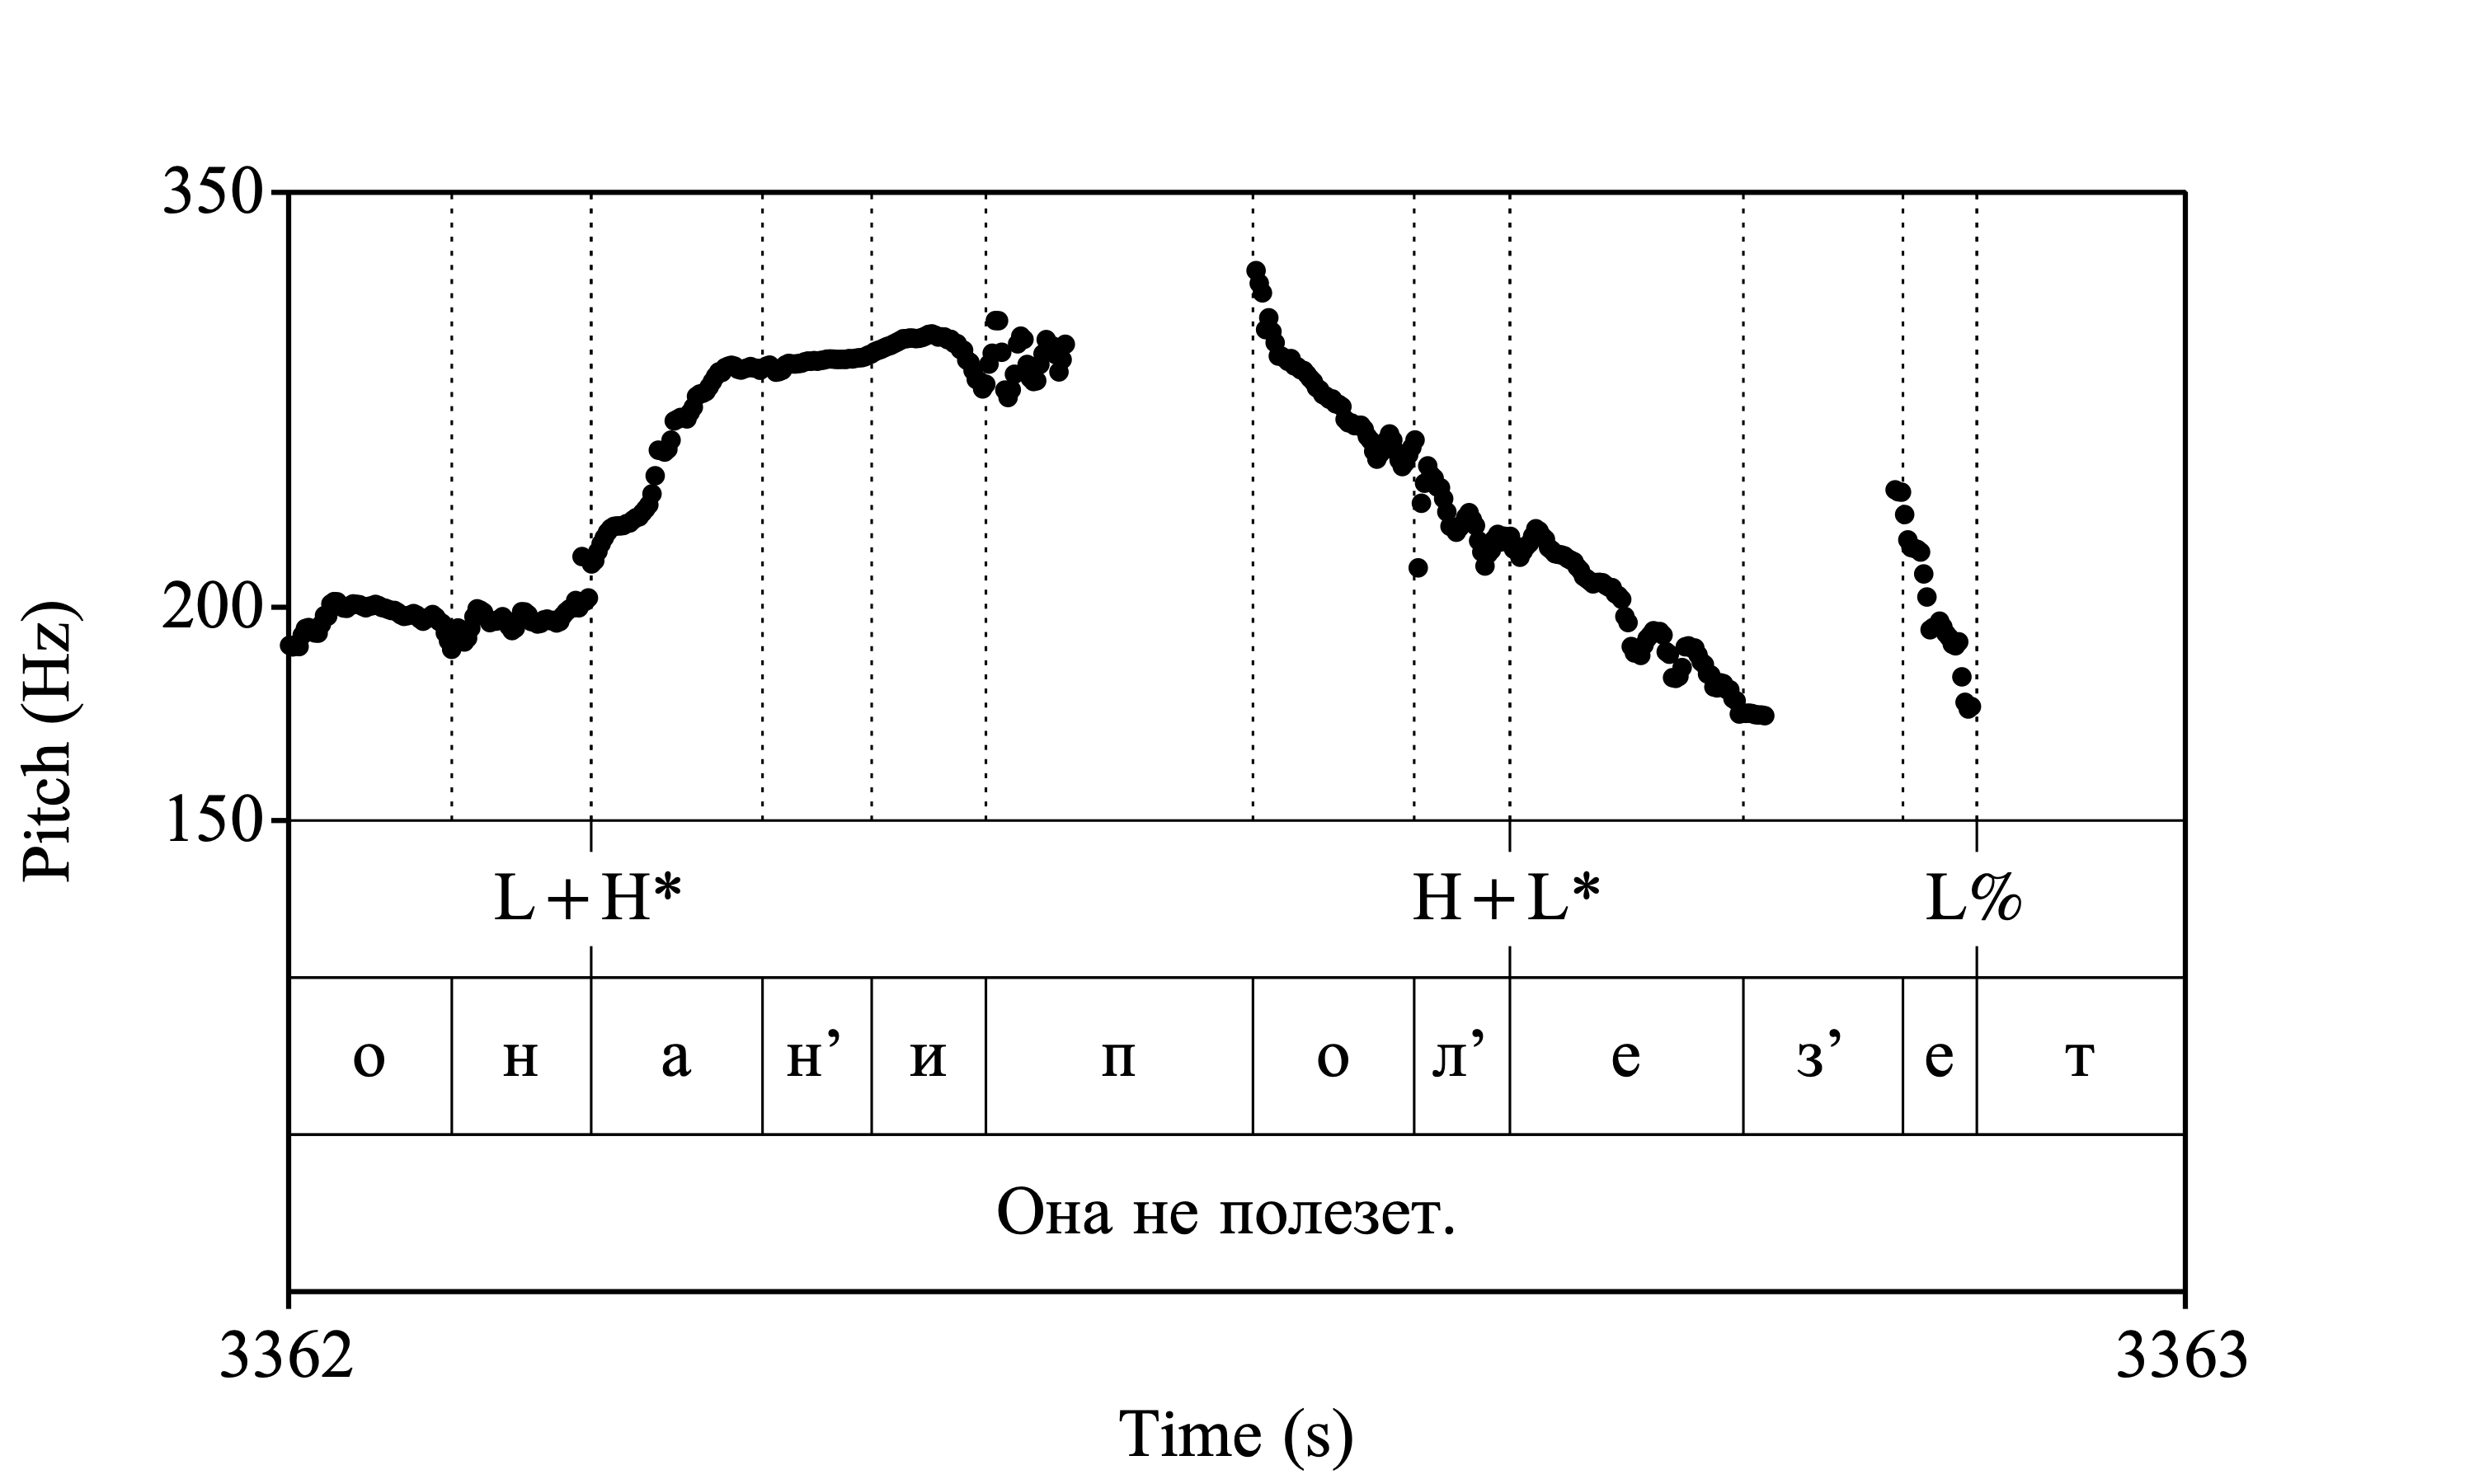 350
200
150
Pitch (Hz)
L+H* H+L* L%
о н а н’ и п о л’ е з’ е т
Она не полезет.
3362 3363
Time (s)